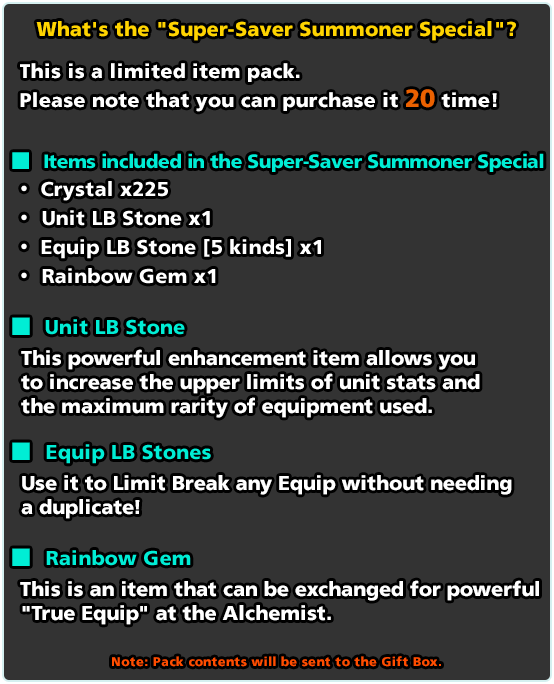 What's the "Super-Saver Summoner Special"?
This is a limited item pack.
Please note that you can purchase it 20 time!
■ Items included in the Super-Saver Summoner Special
• Crystal x225
• Unit LB Stone x1
• Equip LB Stone [5 kinds] x1
• Rainbow Gem x1
■ Unit LB Stone
This powerful enhancement item allows you
to increase the upper limits of unit stats and
the maximum rarity of equipment used.
■ Equip LB Stones
Use it to Limit Break any Equip without needing
a duplicate!
■ Rainbow Gem
This is an item that can be exchanged for powerful
"True Equip" at the Alchemist.
Note: Pack contents will be sent to the Gift Box.